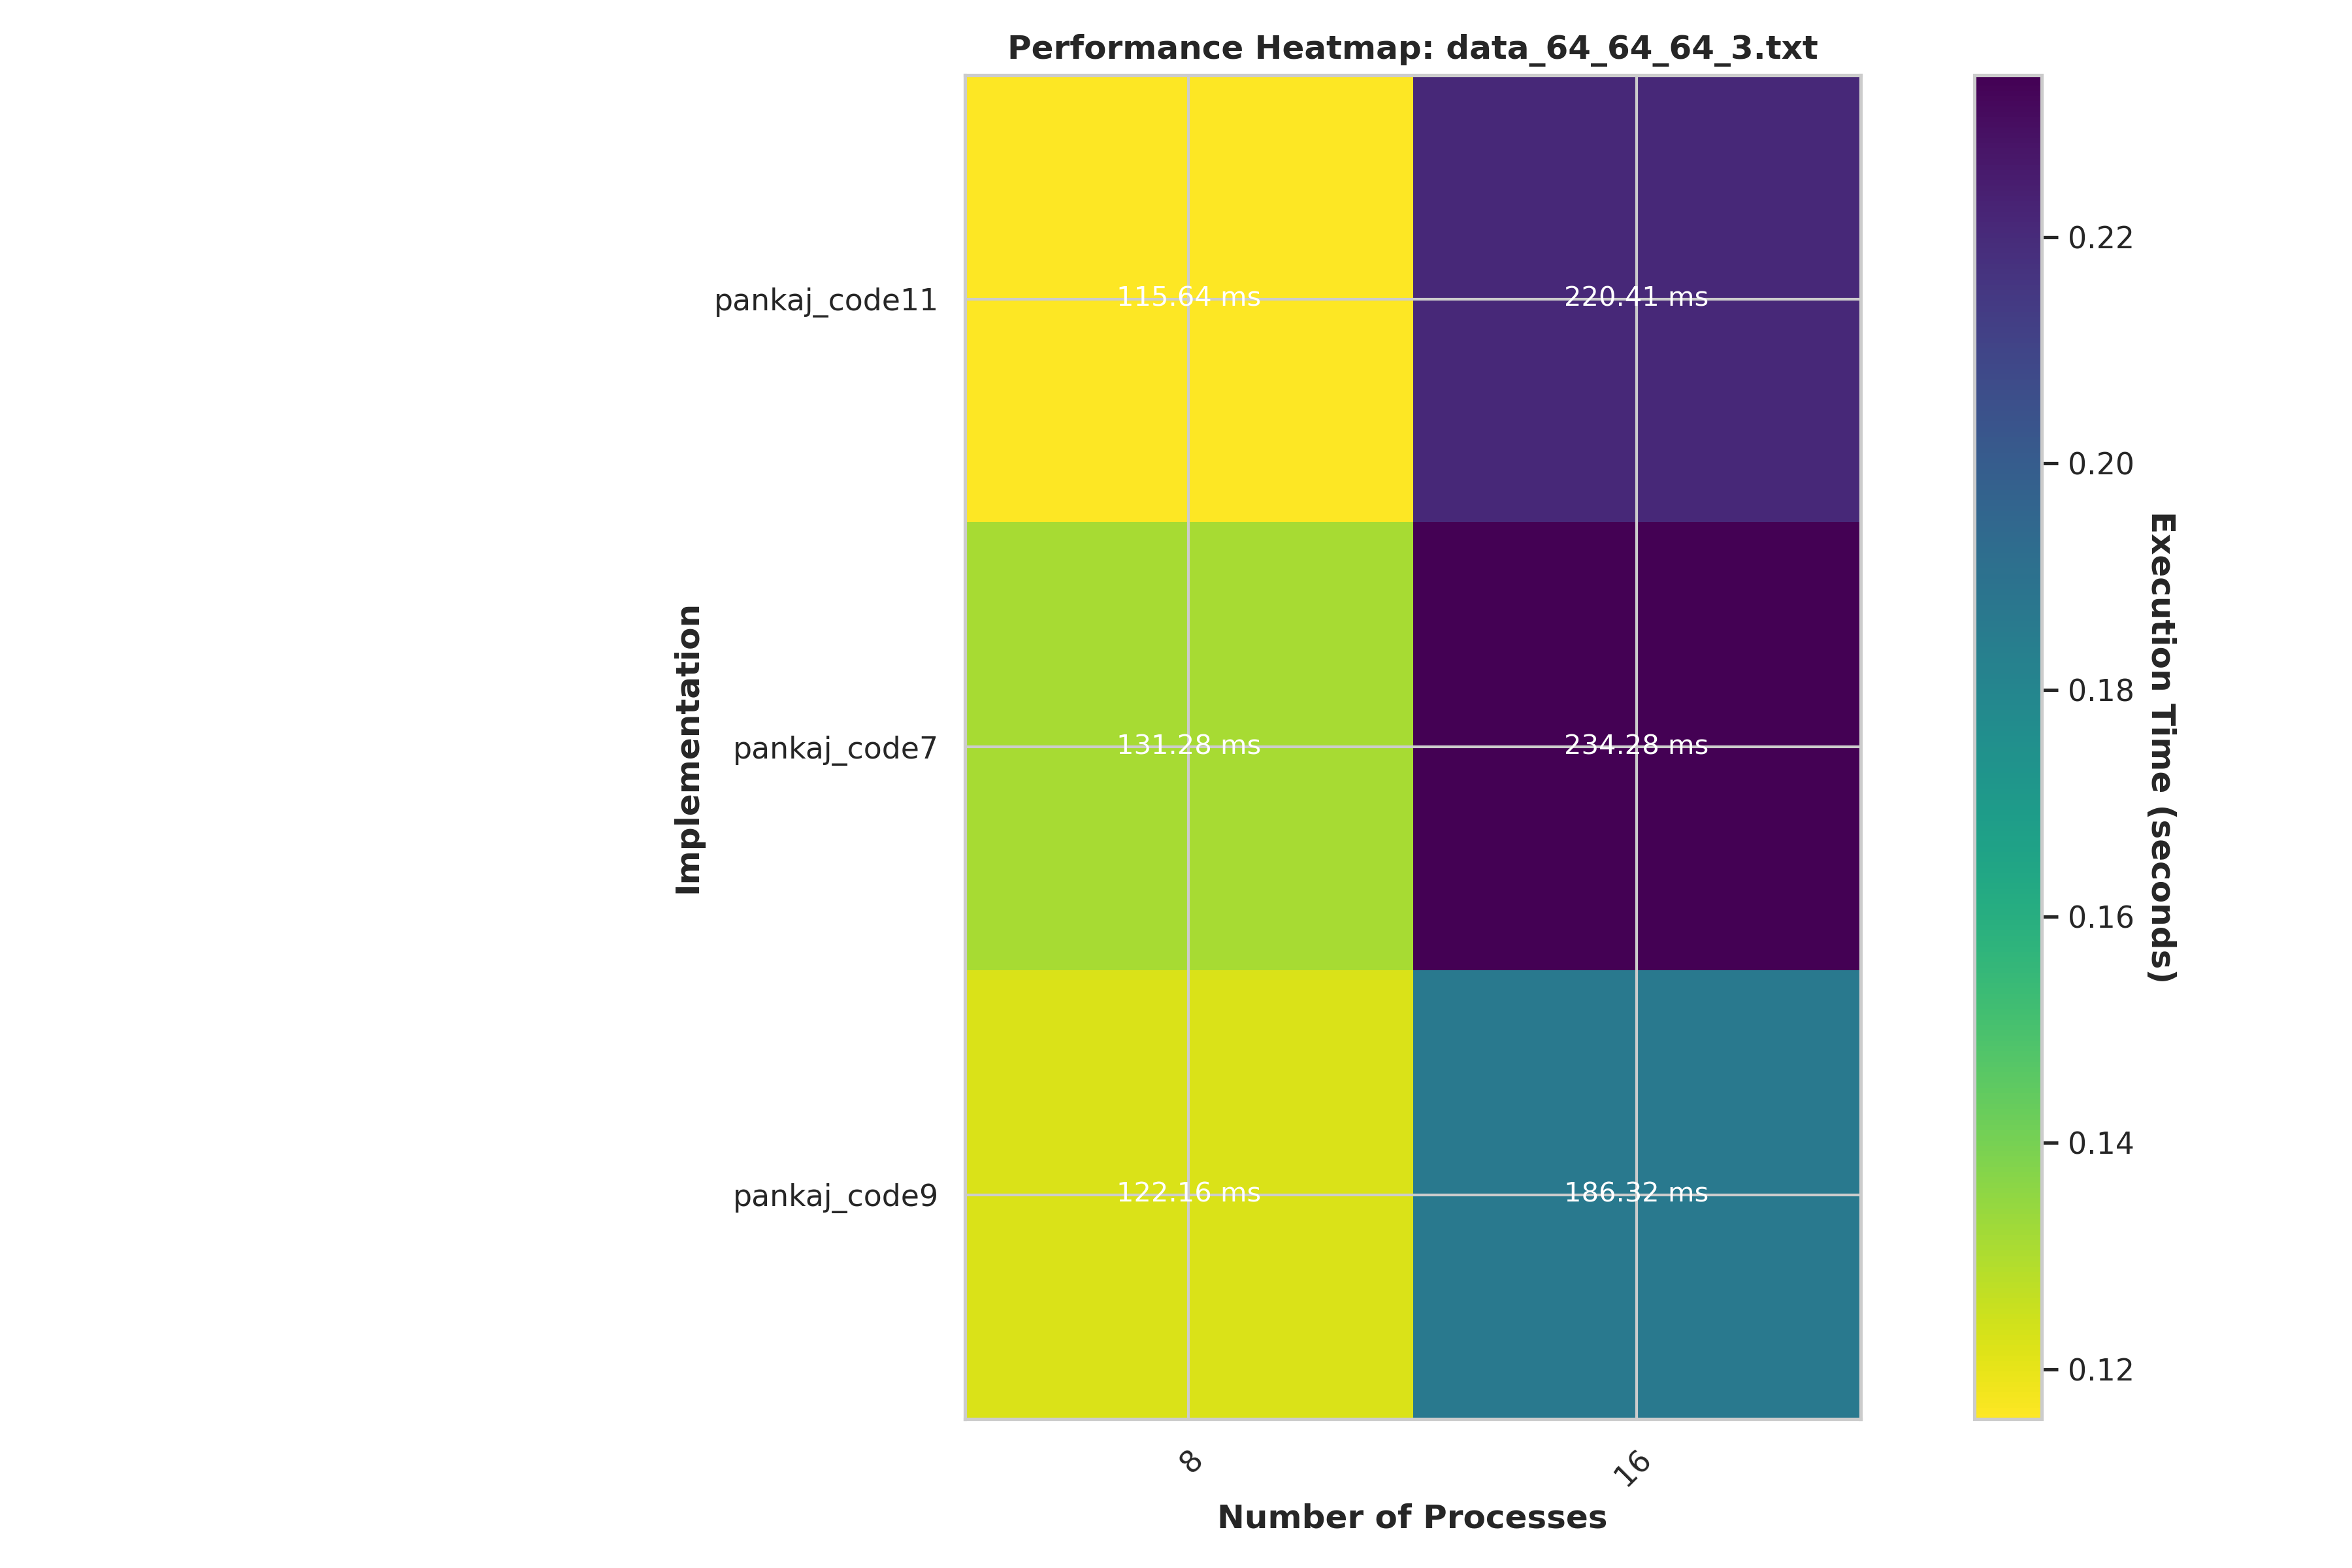 Performance Heatmap: data_64_64_64_3.txt
Implementation
pankaj_code11
115.64 ms
220.41 ms
pankaj_code7
131.28 ms
234.28 ms
pankaj_code9
122.16 ms
186.32 ms
8
16
Number of Processes
0.22
0.20
0.18
0.16
0.14
0.12
Execution Time (seconds)